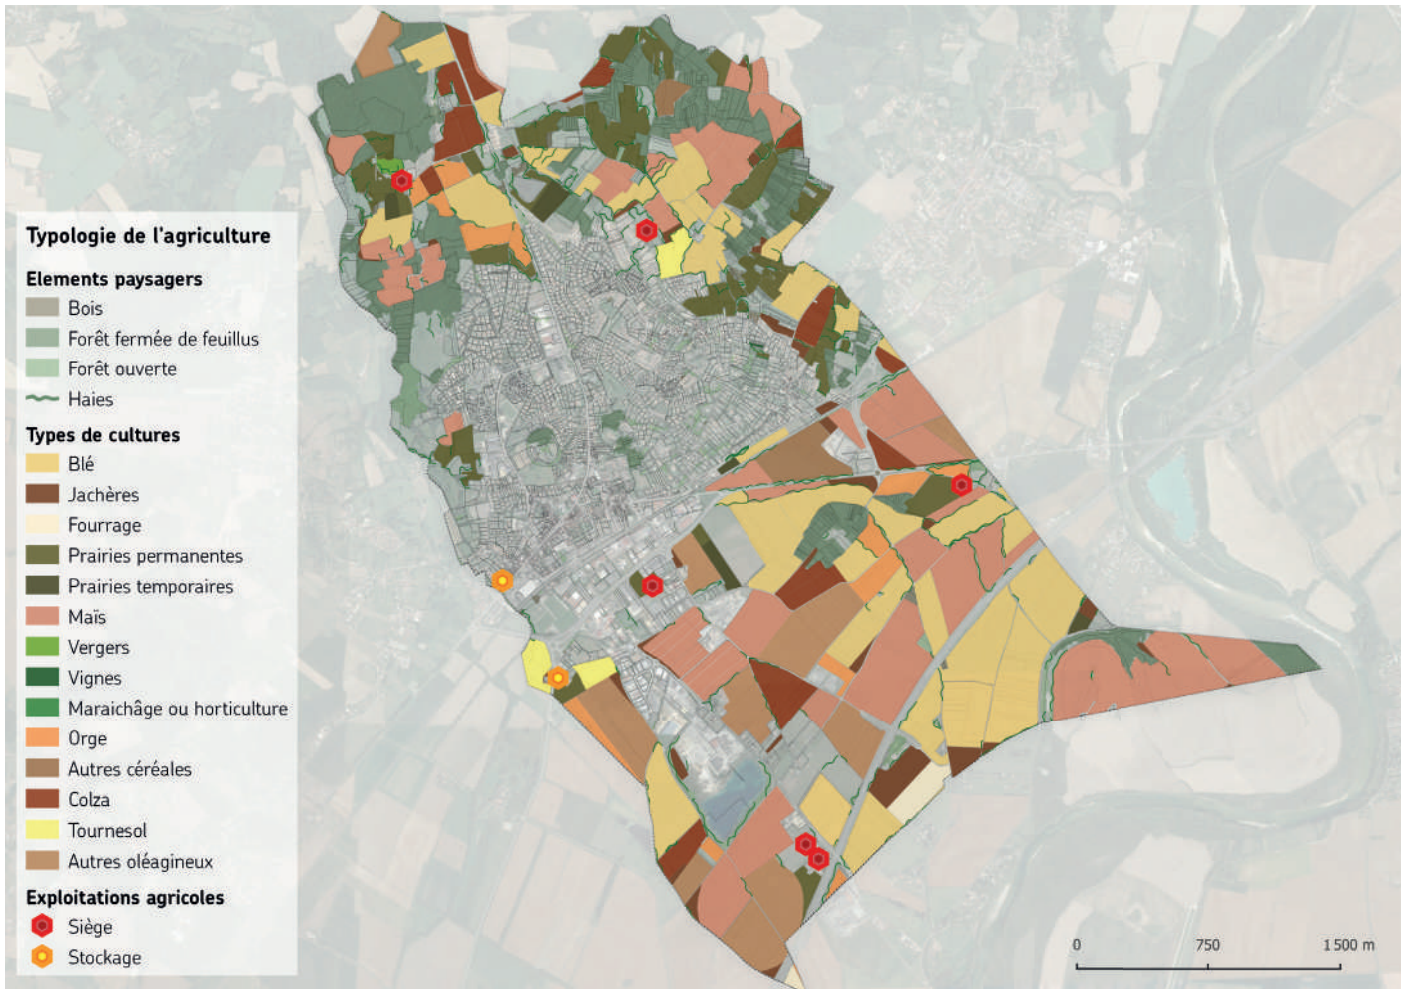 Typologie de l'agriculture
Elements paysagers
Bois
Forêt fermée de feuillus
Forêt ouverte
Haies
Types de cultures
Blé
Jachères
Fourrage
Prairies permanentes
Prairies temporaires
Maïs
Vergers
Vignes
Maraichâge ou horticulture
Orge
Autres céréales
Colza
Tournesol
Autres oléagineux
Exploitations agricoles
Siège
Stockage
0 750 1 500 m